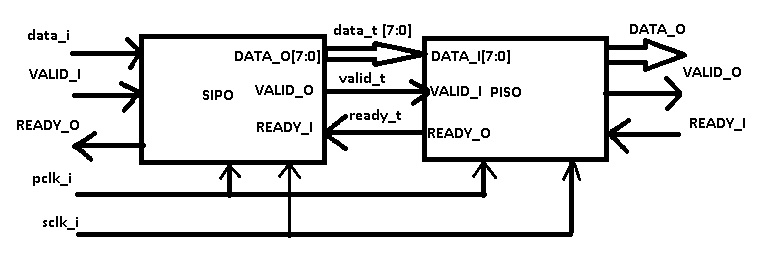 data_i
VALID_I
READY_O
pclk_i
sclk_i
SIPO
DATA_O[7:0]
VALID_O
READY_I
data_t [7:0]
valid_t
ready_t
DATA_I[7:0]
VALID_I PISO
READY_O
DATA_O
VALID_O
READY_I